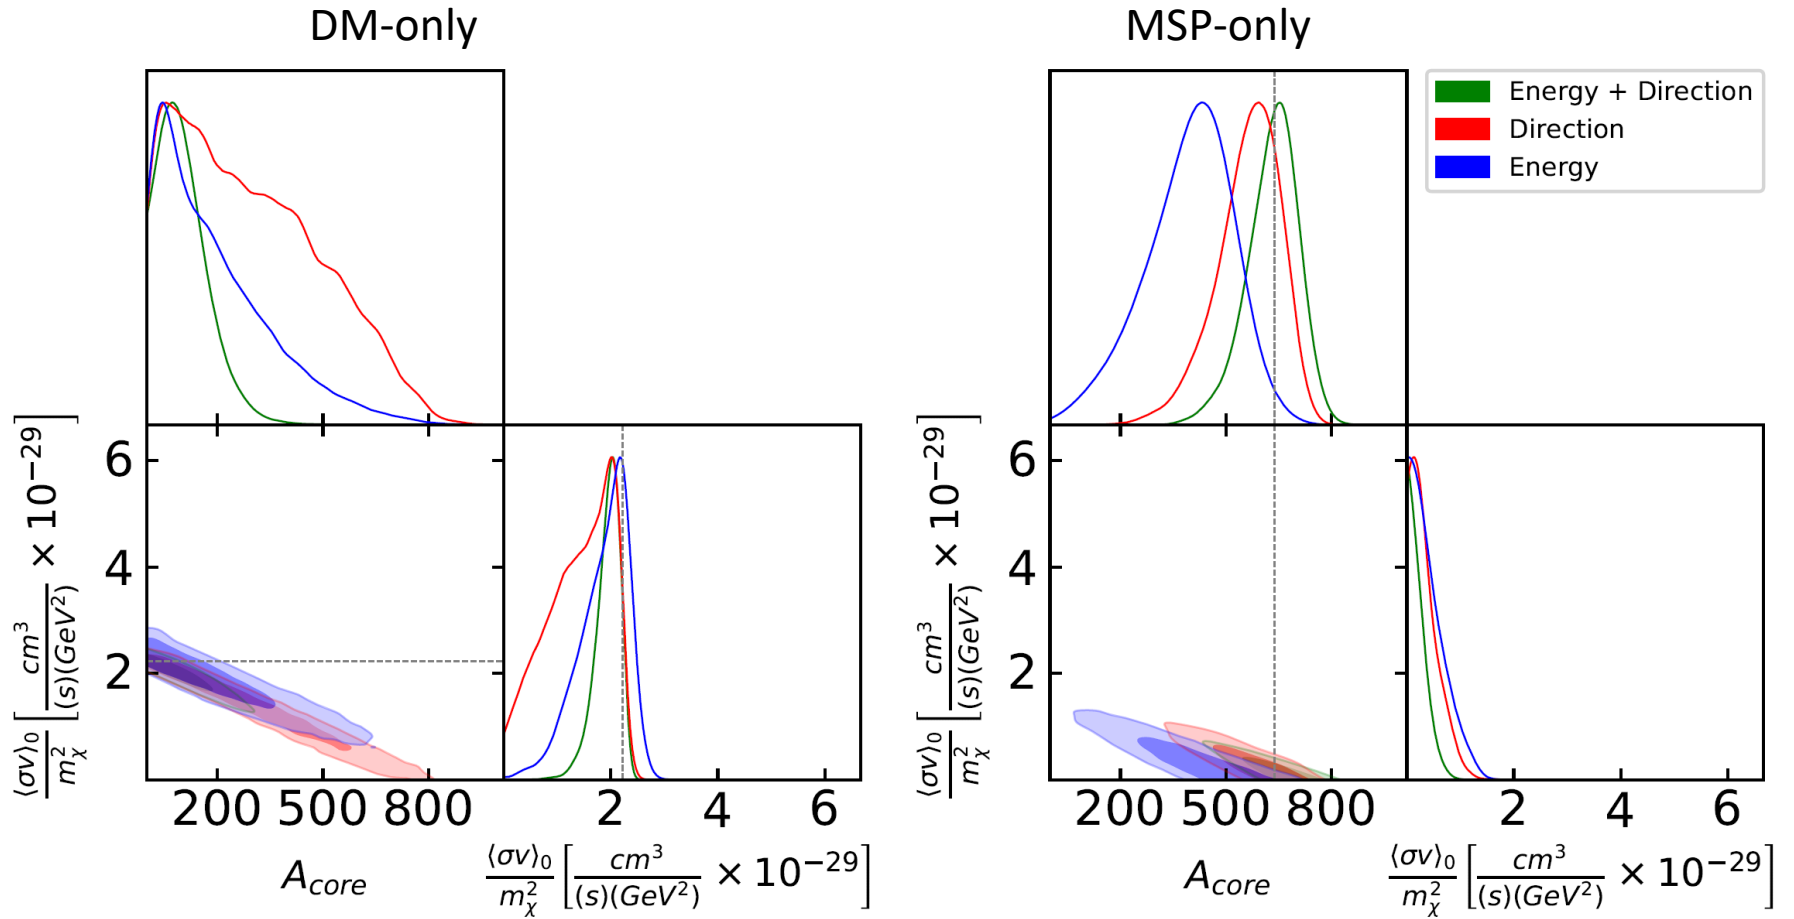 DM-only
MSP-only
Energy + Direction
Direction
Energy
6
4
2
200 500 800
2 4 6
⟨σv⟩₀/m²ᵪ [cm³/(s)(GeV²) × 10⁻²⁹]
A_core
⟨σv⟩₀/m²ᵪ [cm³/(s)(GeV²) × 10⁻²⁹]
6
4
2
200 500 800
2 4 6
⟨σv⟩₀/m²ᵪ [cm³/(s)(GeV²) × 10⁻²⁹]
A_core
⟨σv⟩₀/m²ᵪ [cm³/(s)(GeV²) × 10⁻²⁹]